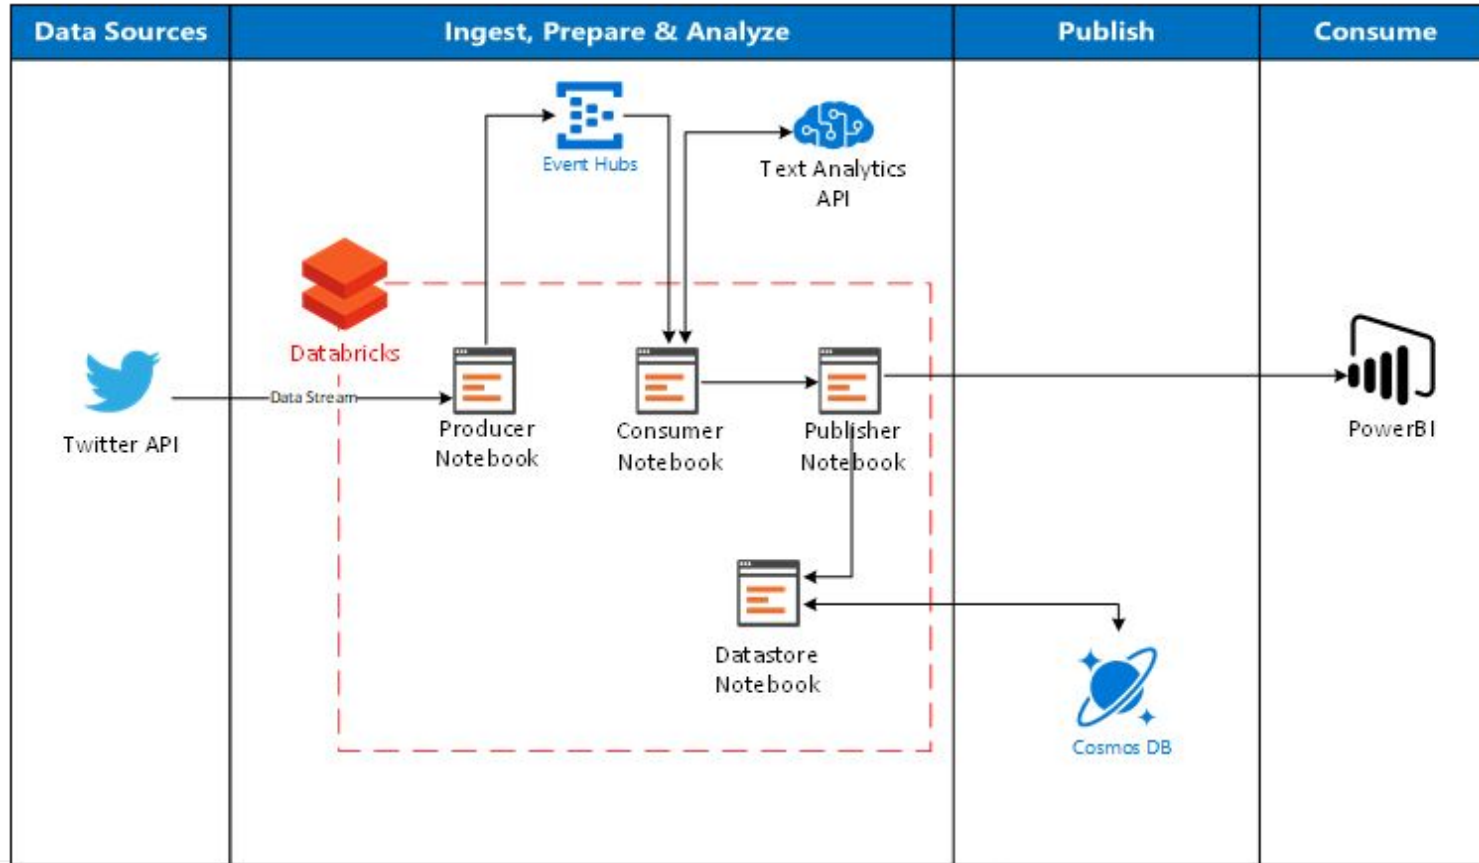 Data Sources
Ingest, Prepare & Analyze
Publish
Consume
Event Hubs
Text Analytics
API
Databricks
Data Stream
Twitter API
Producer
Notebook
Consumer
Notebook
Publisher
Notebook
PowerBI
Datastore
Notebook
Cosmos DB